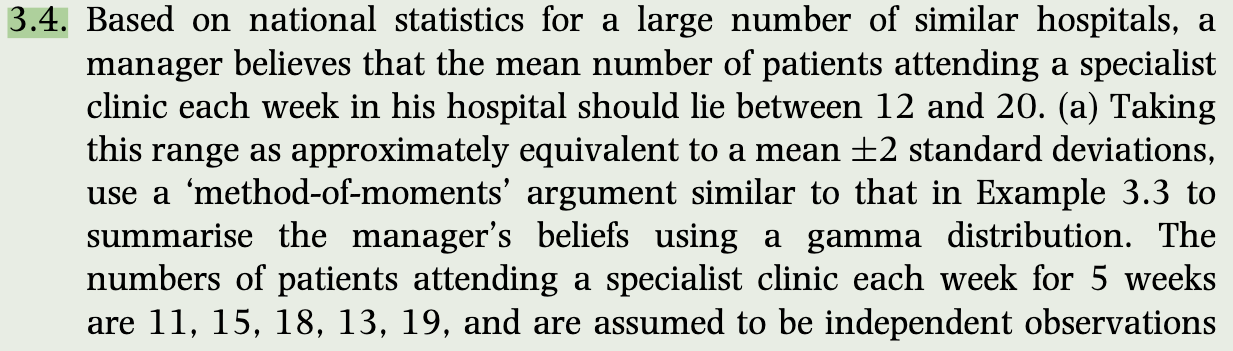 3.4. Based on national statistics for a large number of similar hospitals, a
manager believes that the mean number of patients attending a specialist
clinic each week in his hospital should lie between 12 and 20. (a) Taking
this range as approximately equivalent to a mean ±2 standard deviations,
use a ‘method-of-moments’ argument similar to that in Example 3.3 to
summarise the manager’s beliefs using a gamma distribution. The
numbers of patients attending a specialist clinic each week for 5 weeks
are 11, 15, 18, 13, 19, and are assumed to be independent observations